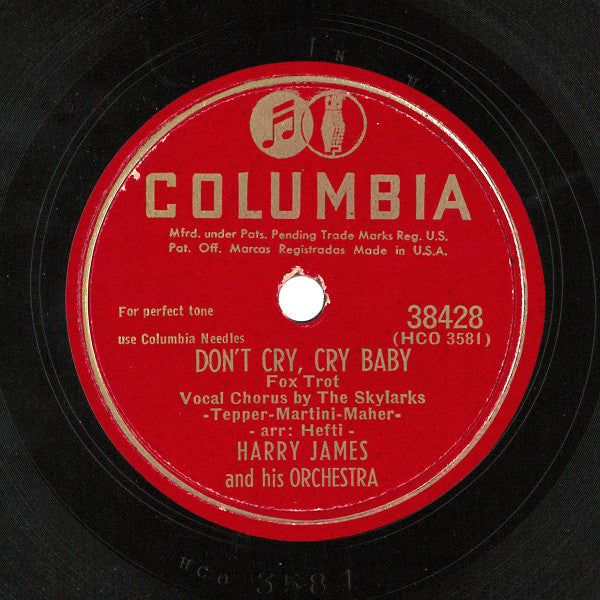 COLUMBIA
Mfrd. under Pats. Pending Trade Marks Reg. U.S.
Pat. Off. Marcas Registradas Made in U.S.A.
For perfect tone
use Columbia Needles
38428
(HCO 3581)
DON'T CRY, CRY BABY
Fox Trot
Vocal Chorus by The Skylarks
-Tepper-Martini-Maher-
- arr: Hefti -
HARRY JAMES
and his ORCHESTRA
HCO 3581